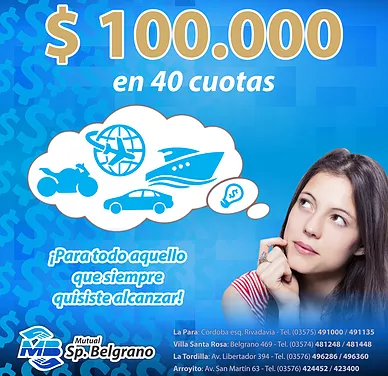 $ 100.000
en 40 cuotas
¡Para todo aquello
que siempre
quisiste alcanzar!
MB Mutual
Sp. Belgrano
La Para: Córdoba esq. Rivadavia - Tel. (03575) 491000 / 491135
Villa Santa Rosa: Belgrano 469 - Tel. (03574) 481248 / 481448
La Tordilla: Av. Libertador 394 - Tel. (03576) 496286 / 496360
Arroyito: Av. San Martín 63 - Tel. (03576) 424452 / 423400